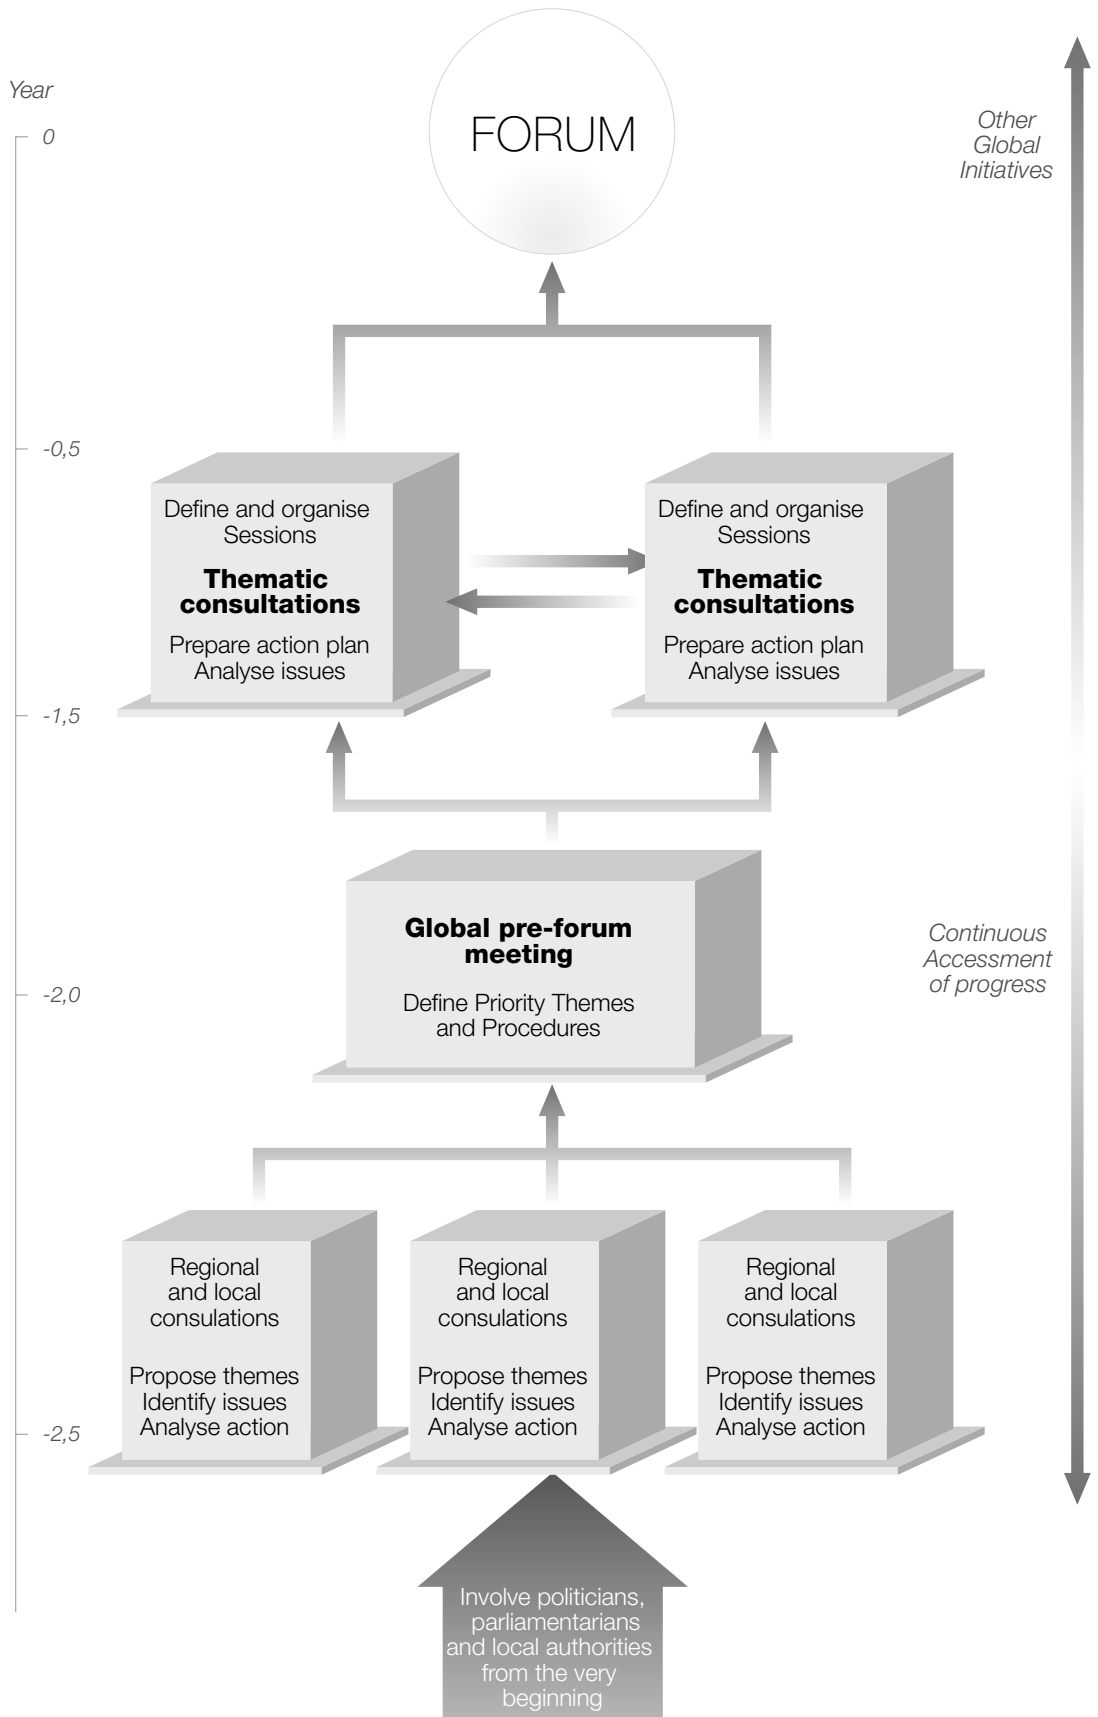 Year
0
FORUM
Other
Global
Initiatives
-0,5
Define and organise
Sessions
Thematic
consultations
Prepare action plan
Analyse issues
Define and organise
Sessions
Thematic
consultations
Prepare action plan
Analyse issues
-1,5
Global pre-forum
meeting
Define Priority Themes
and Procedures
Continuous
Accessment
of progress
-2,0
Regional
and local
consulations
Propose themes
Identify issues
Analyse action
Regional
and local
consulations
Propose themes
Identify issues
Analyse action
Regional
and local
consulations
Propose themes
Identify issues
Analyse action
-2,5
Involve politicians,
parliamentarians
and local authorities
from the very
beginning